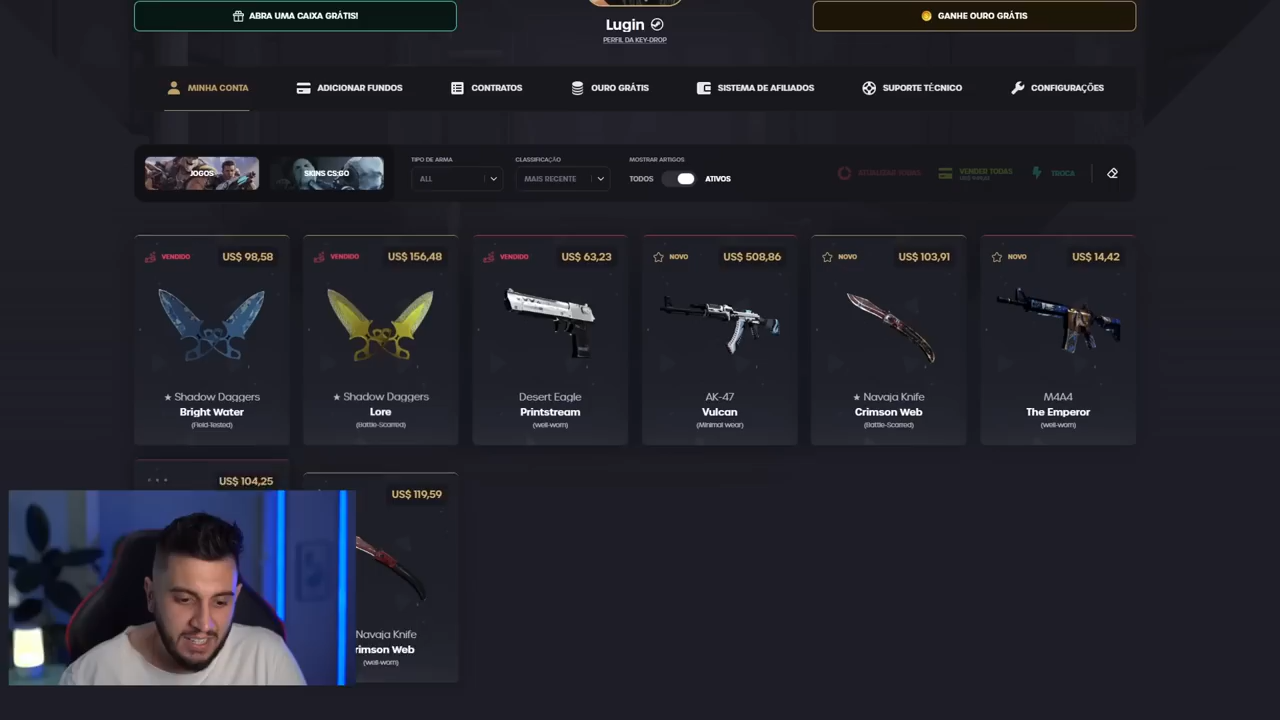 ABRA UMA CAIXA GRÁTIS!
Lugin
PERFIL DA KEY-DROP
GANHE OURO GRÁTIS
MINHA CONTA
ADICIONAR FUNDOS
CONTRATOS
OURO GRÁTIS
SISTEMA DE AFILIADOS
SUPORTE TÉCNICO
CONFIGURAÇÕES
JOGOS
SKINS CS:GO
TIPO DE ARMA
ALL
CLASSIFICAÇÃO
MAIS RECENTE
MOSTRAR ARTIGOS
TODOS
ATIVOS
VENDER TODAS
TROCA
VENDIDO
US$ 98,58
★ Shadow Daggers
Bright Water
(Field-Tested)
VENDIDO
US$ 156,48
★ Shadow Daggers
Lore
(Battle-Scarred)
VENDIDO
US$ 63,23
Desert Eagle
Printstream
(Well-Worn)
NOVO
US$ 508,86
AK-47
Vulcan
(Minimal Wear)
NOVO
US$ 103,91
★ Navaja Knife
Crimson Web
(Battle-Scarred)
NOVO
US$ 14,42
M4A4
The Emperor
(Well-Worn)
US$ 104,25
US$ 119,59
Navaja Knife
rimson Web
(Well-Worn)